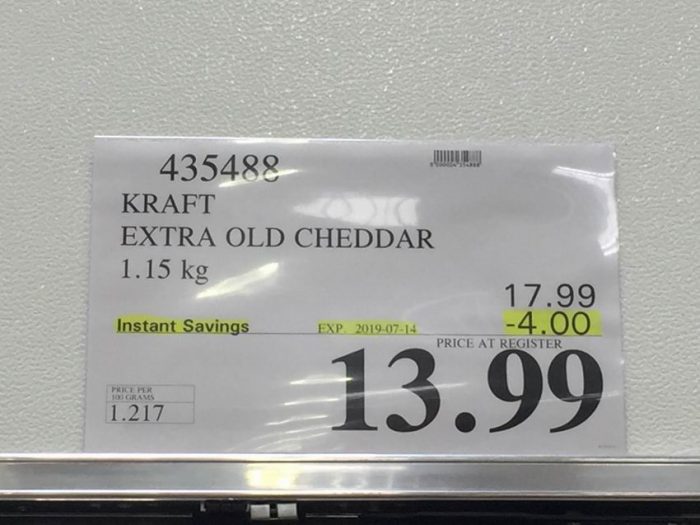 435488
KRAFT
EXTRA OLD CHEDDAR
1.15 kg
17.99
Instant Savings EXP. 2019-07-14 -4.00
PRICE AT REGISTER
13.99
PRICE PER
100 GRAMS
1.217